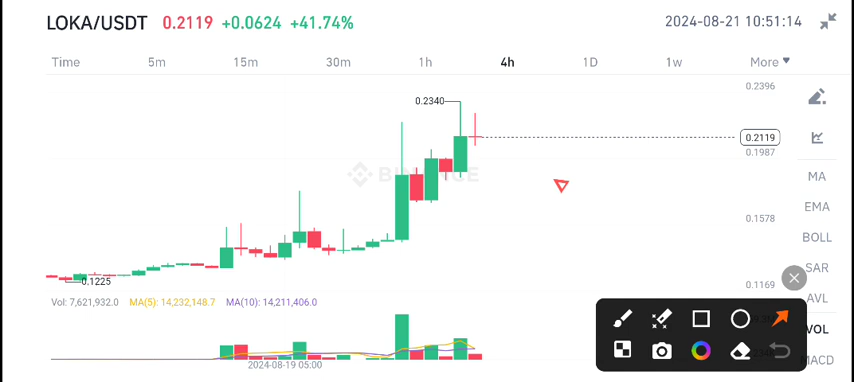 LOKA/USDT 0.2119 +0.0624 +41.74% 2024-08-21 10:51:14
Time 5m 15m 30m 1h 4h 1D 1w More
0.2396
0.2340
0.2119
0.1987
BINANCE
MA
EMA
0.1578
BOLL
SAR
0.1225
0.1169
AVL
Vol: 7,621,932.0 MA(5): 14,232,148.7 MA(10): 14,211,406.0
VOL
MACD
2024-08-19 05:00